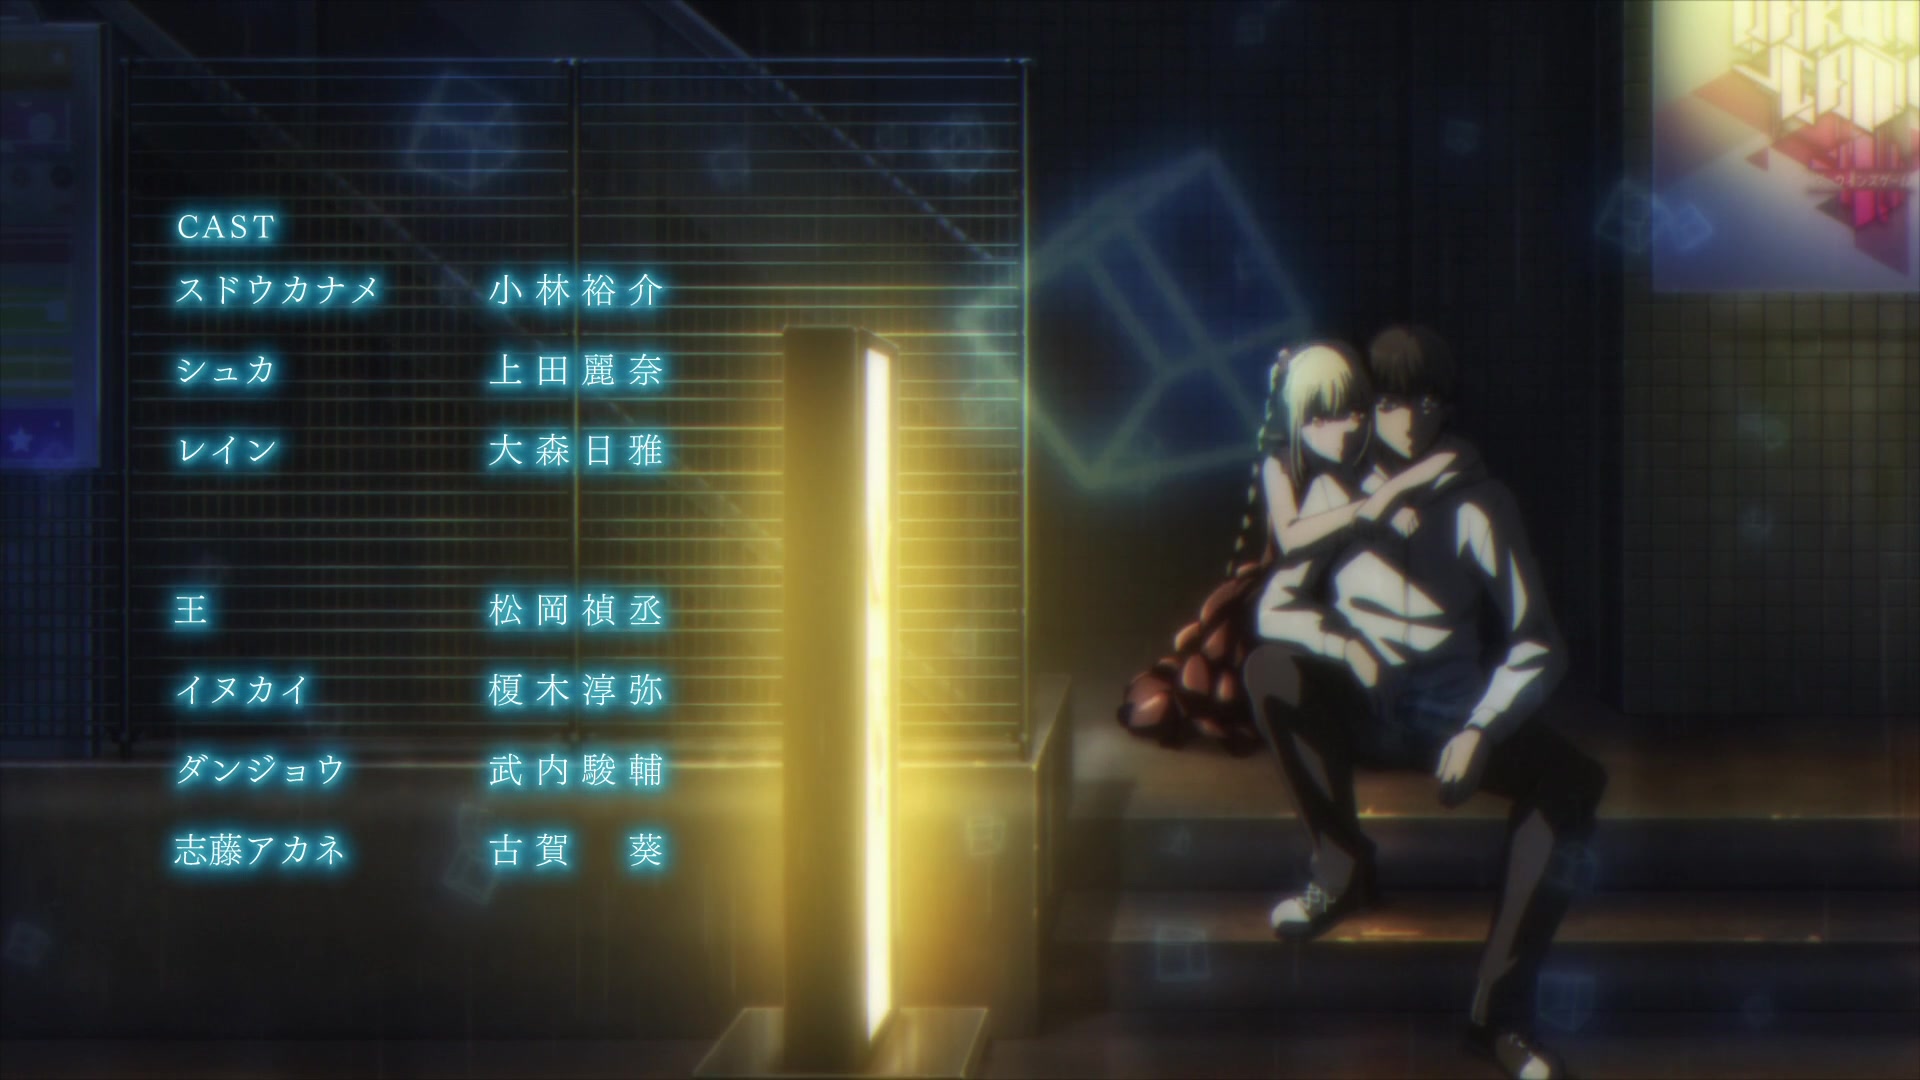 CAST
スドウカナメ 小林裕介
シュカ 上田麗奈
レイン 大森日雅
王 松岡禎丞
イヌカイ 榎木淳弥
ダンジョウ 武内駿輔
志藤アカネ 古賀 葵